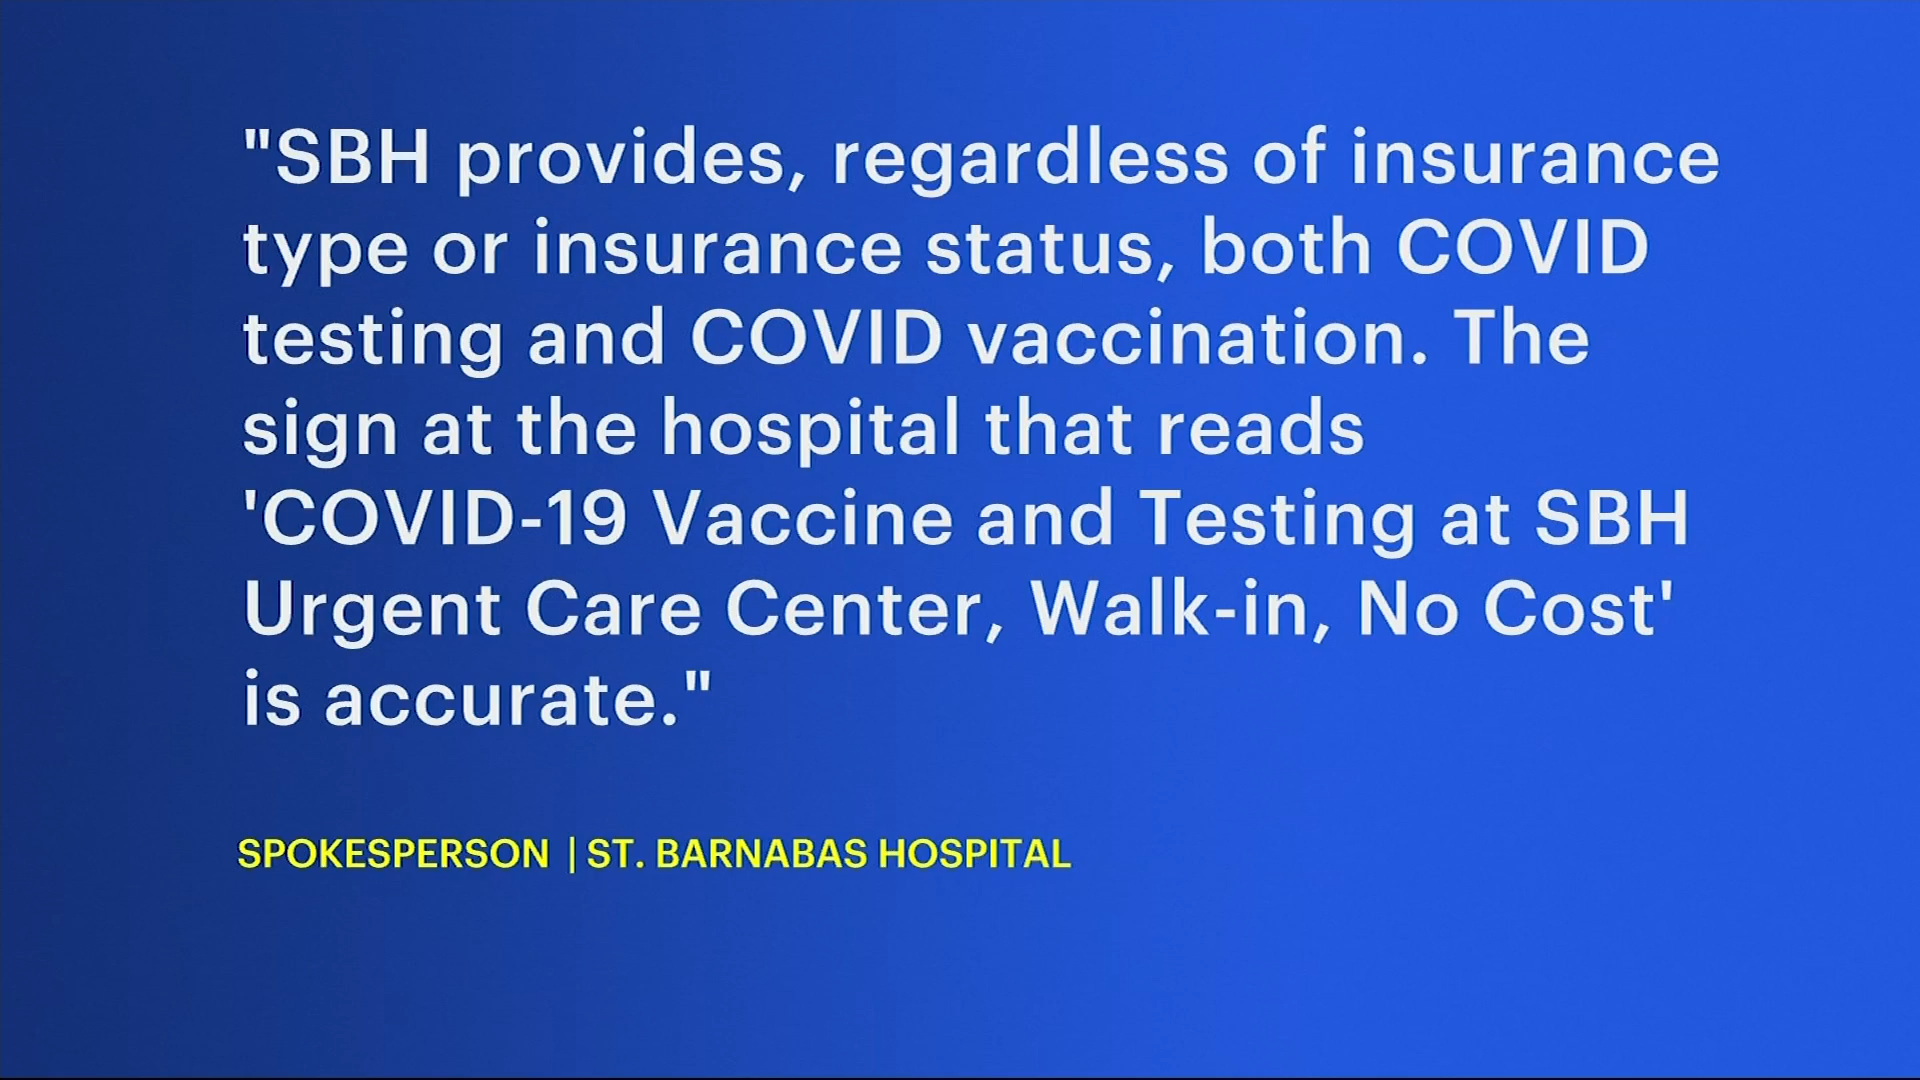 "SBH provides, regardless of insurance
type or insurance status, both COVID
testing and COVID vaccination. The
sign at the hospital that reads
'COVID-19 Vaccine and Testing at SBH
Urgent Care Center, Walk-in, No Cost'
is accurate."
SPOKESPERSON | ST. BARNABAS HOSPITAL